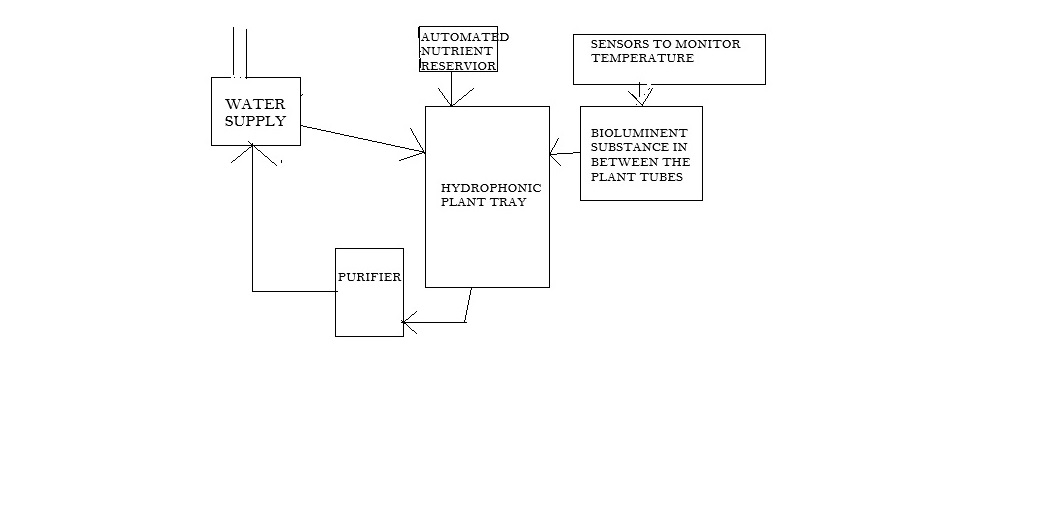 AUTOMATED
NUTRIENT
RESERVIOR
SENSORS TO MONITOR
TEMPERATURE
WATER
SUPPLY
BIOLUMINENT
SUBSTANCE IN
BETWEEN THE
PLANT TUBES
HYDROPHONIC
PLANT TRAY
PURIFIER